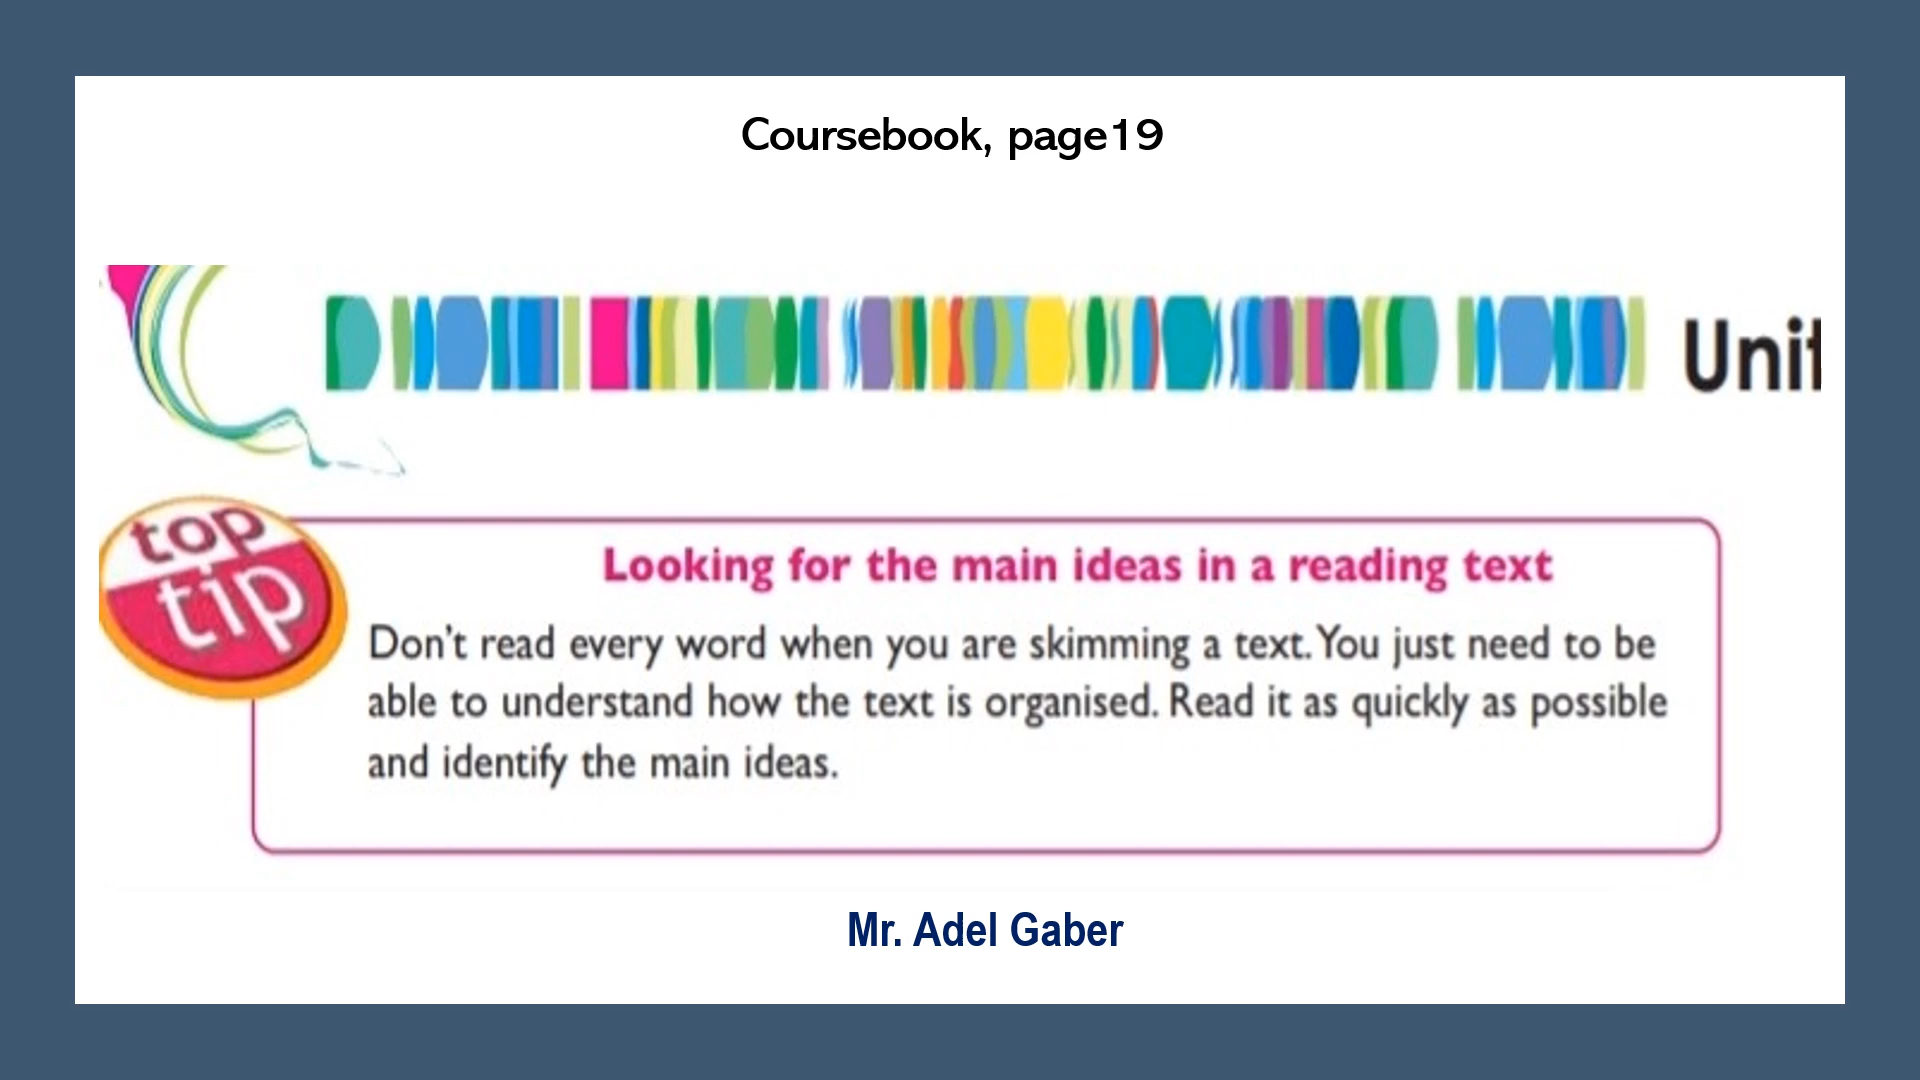 Coursebook, page19
Unit
top
tip
Looking for the main ideas in a reading text
Don't read every word when you are skimming a text. You just need to be
able to understand how the text is organised. Read it as quickly as possible
and identify the main ideas.
Mr. Adel Gaber